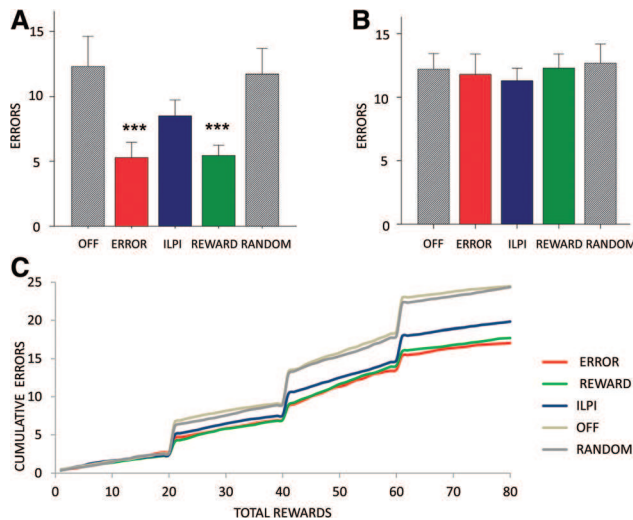 A
ERRORS
15
10
5
0
***
***
OFF ERROR ILPI REWARD RANDOM
B
ERRORS
15
10
5
0
OFF ERROR ILPI REWARD RANDOM
C
CUMULATIVE ERRORS
25
20
15
10
5
0
0 10 20 30 40 50 60 70 80
TOTAL REWARDS
ERROR
REWARD
ILPI
OFF
RANDOM